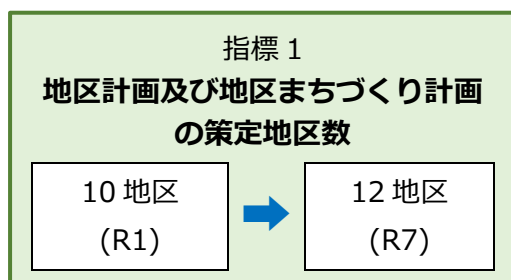 指標 1
地区計画及び地区まちづくり計画
の策定地区数
10 地区
(R1)
12 地区
(R7)